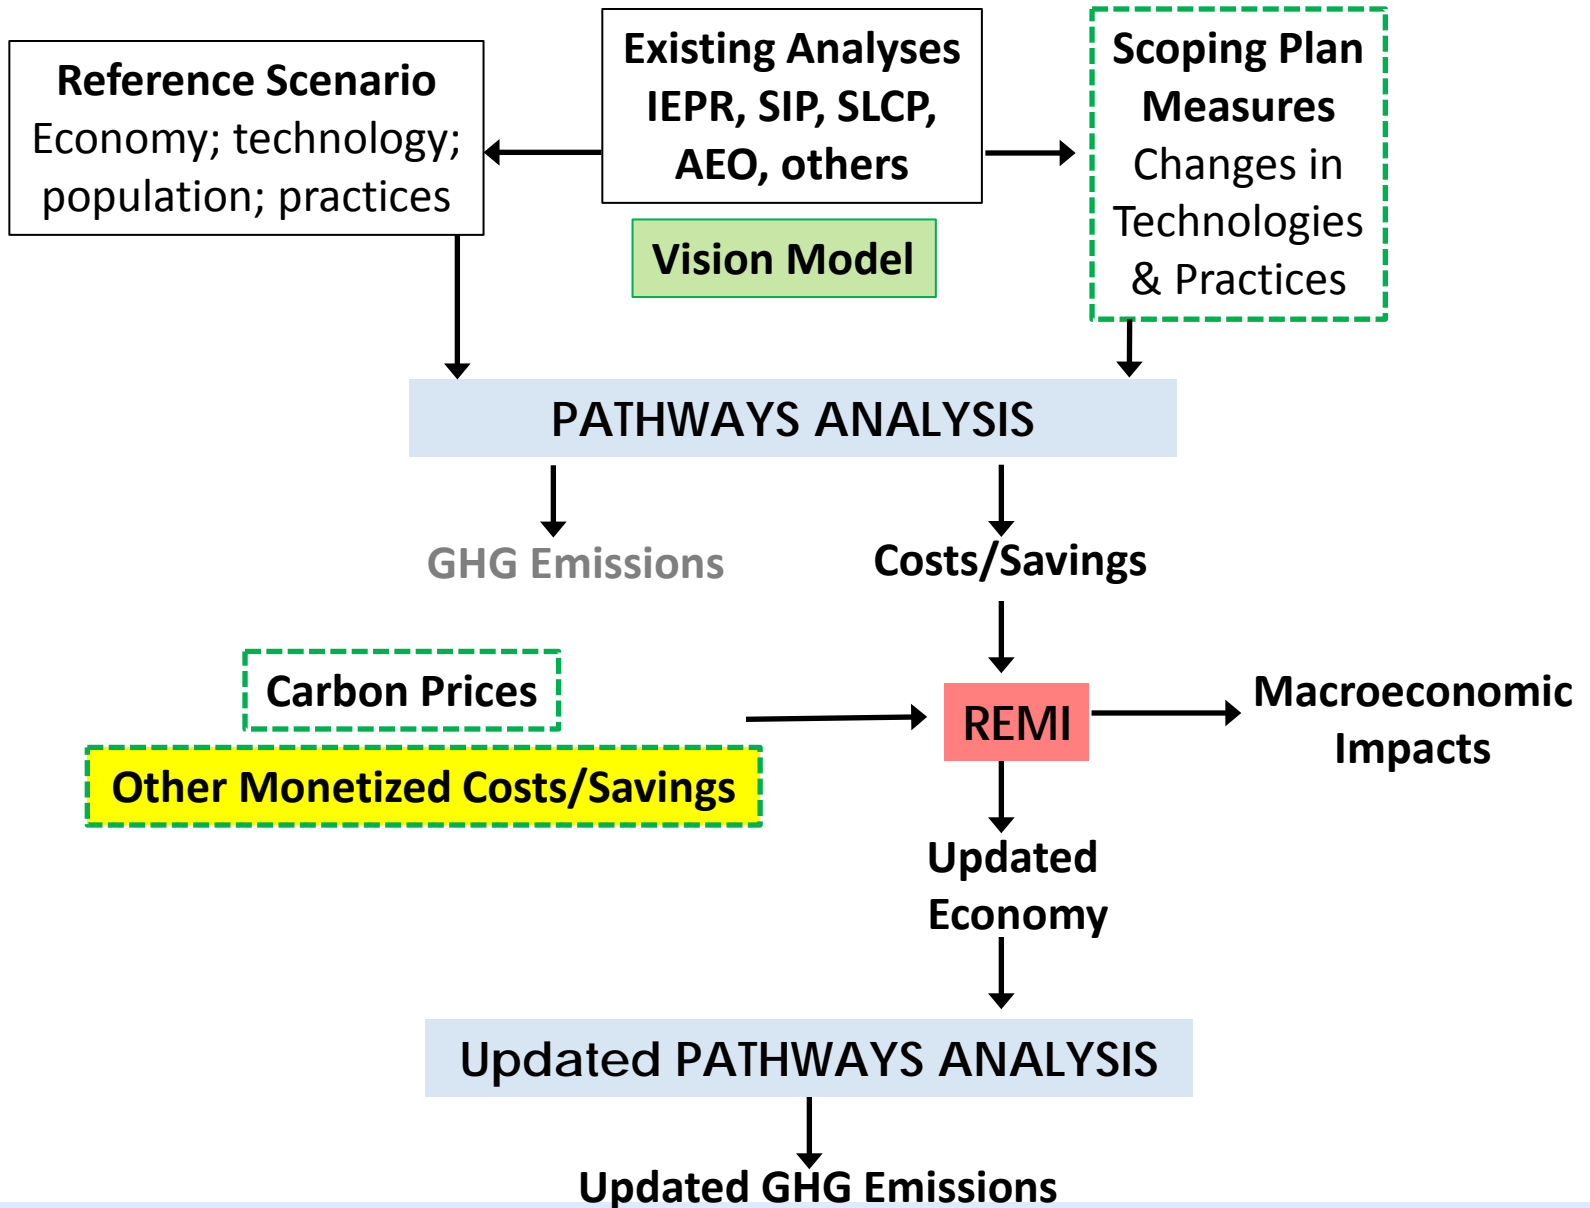 Reference Scenario
Economy; technology;
population; practices
Existing Analyses
IEPR, SIP, SLCP,
AEO, others
Vision Model
Scoping Plan
Measures
Changes in
Technologies
& Practices
PATHWAYS ANALYSIS
GHG Emissions
Costs/Savings
Carbon Prices
Other Monetized Costs/Savings
REMI
Macroeconomic
Impacts
Updated
Economy
Updated PATHWAYS ANALYSIS
Updated GHG Emissions